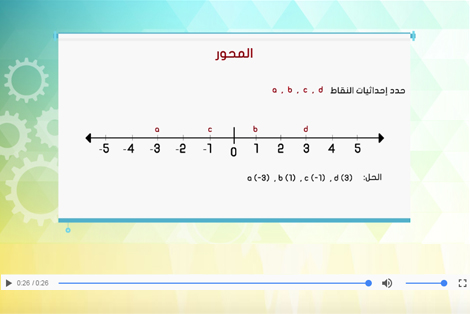 المحور
حدد إحداثيات النقاط a , b , c , d
a c b d
-5 -4 -3 -2 -1 0 1 2 3 4 5
الحل: a (-3) , b (1) , c (-1) , d (3)
0:26 / 0:26